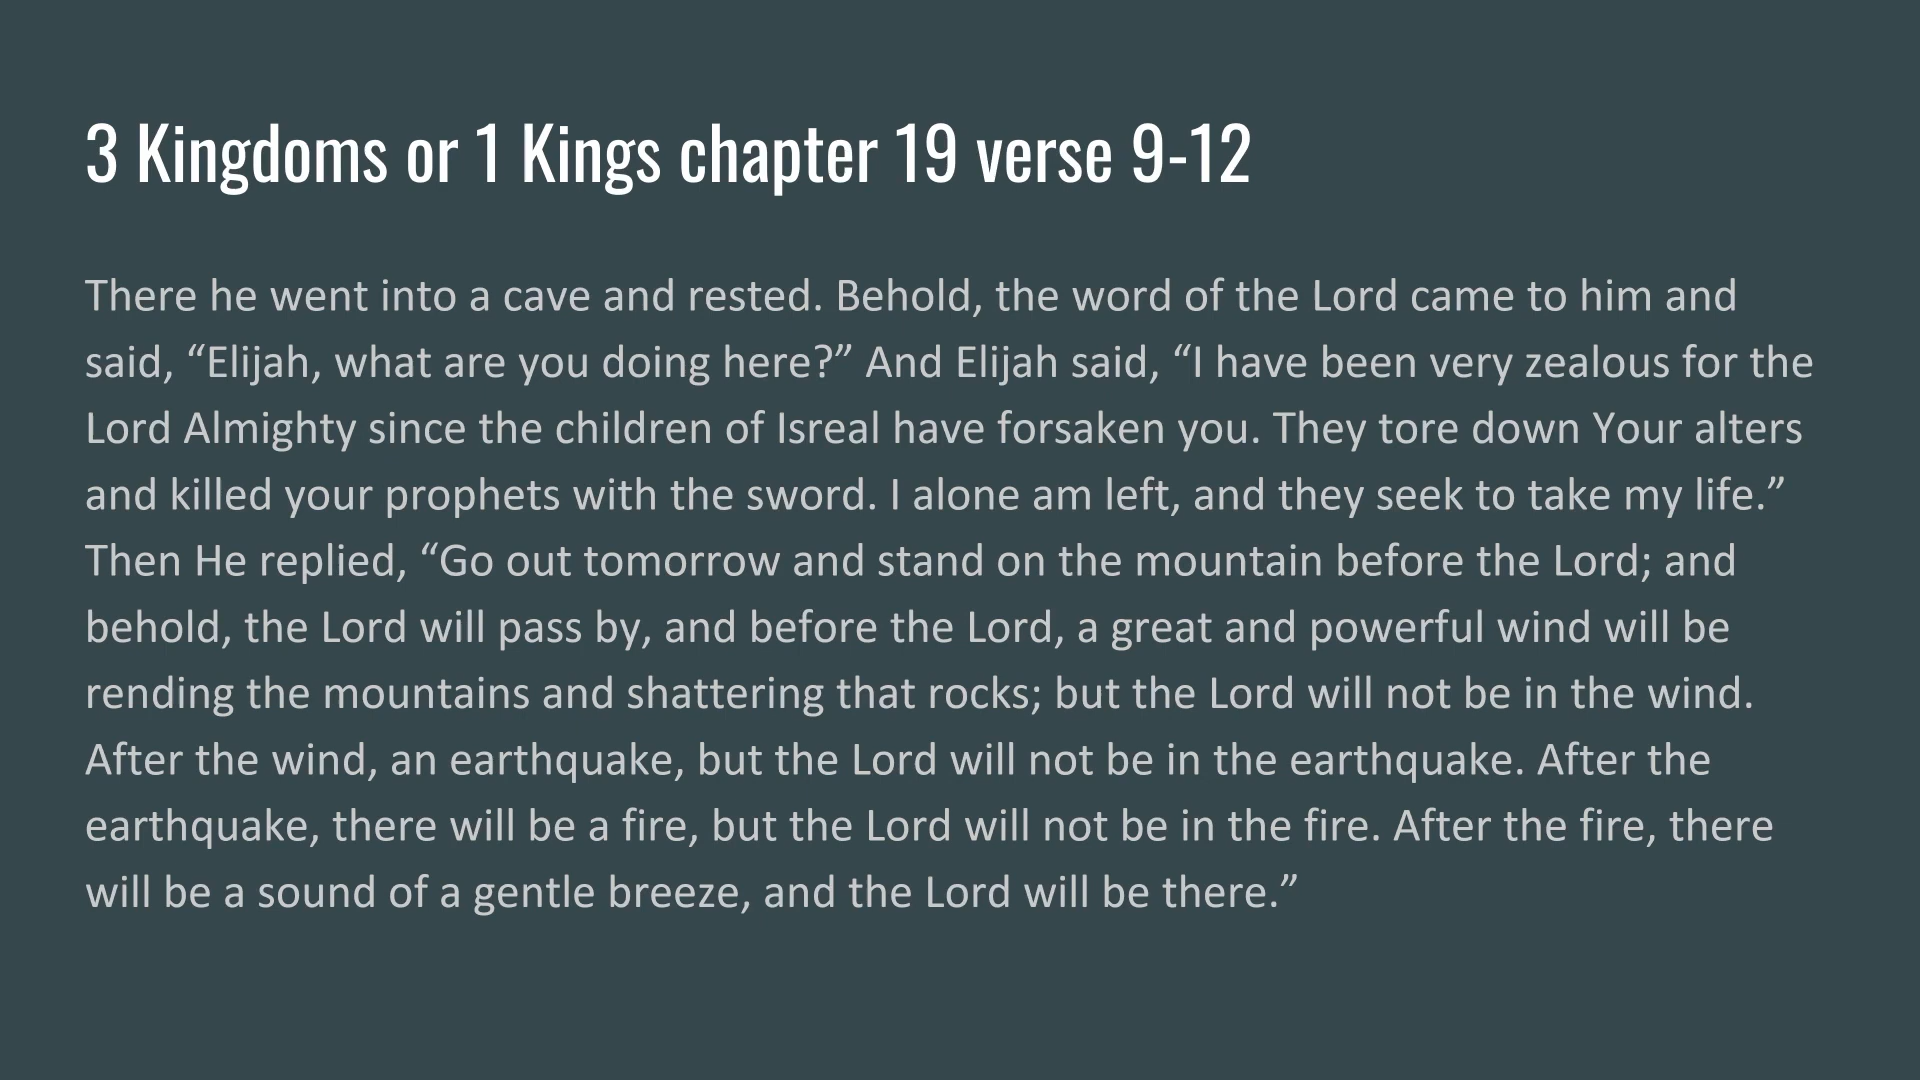 3 Kingdoms or 1 Kings chapter 19 verse 9-12
There he went into a cave and rested. Behold, the word of the Lord came to him and
said, “Elijah, what are you doing here?” And Elijah said, “I have been very zealous for the
Lord Almighty since the children of Isreal have forsaken you. They tore down Your alters
and killed your prophets with the sword. I alone am left, and they seek to take my life.”
Then He replied, “Go out tomorrow and stand on the mountain before the Lord; and
behold, the Lord will pass by, and before the Lord, a great and powerful wind will be
rending the mountains and shattering that rocks; but the Lord will not be in the wind.
After the wind, an earthquake, but the Lord will not be in the earthquake. After the
earthquake, there will be a fire, but the Lord will not be in the fire. After the fire, there
will be a sound of a gentle breeze, and the Lord will be there.”